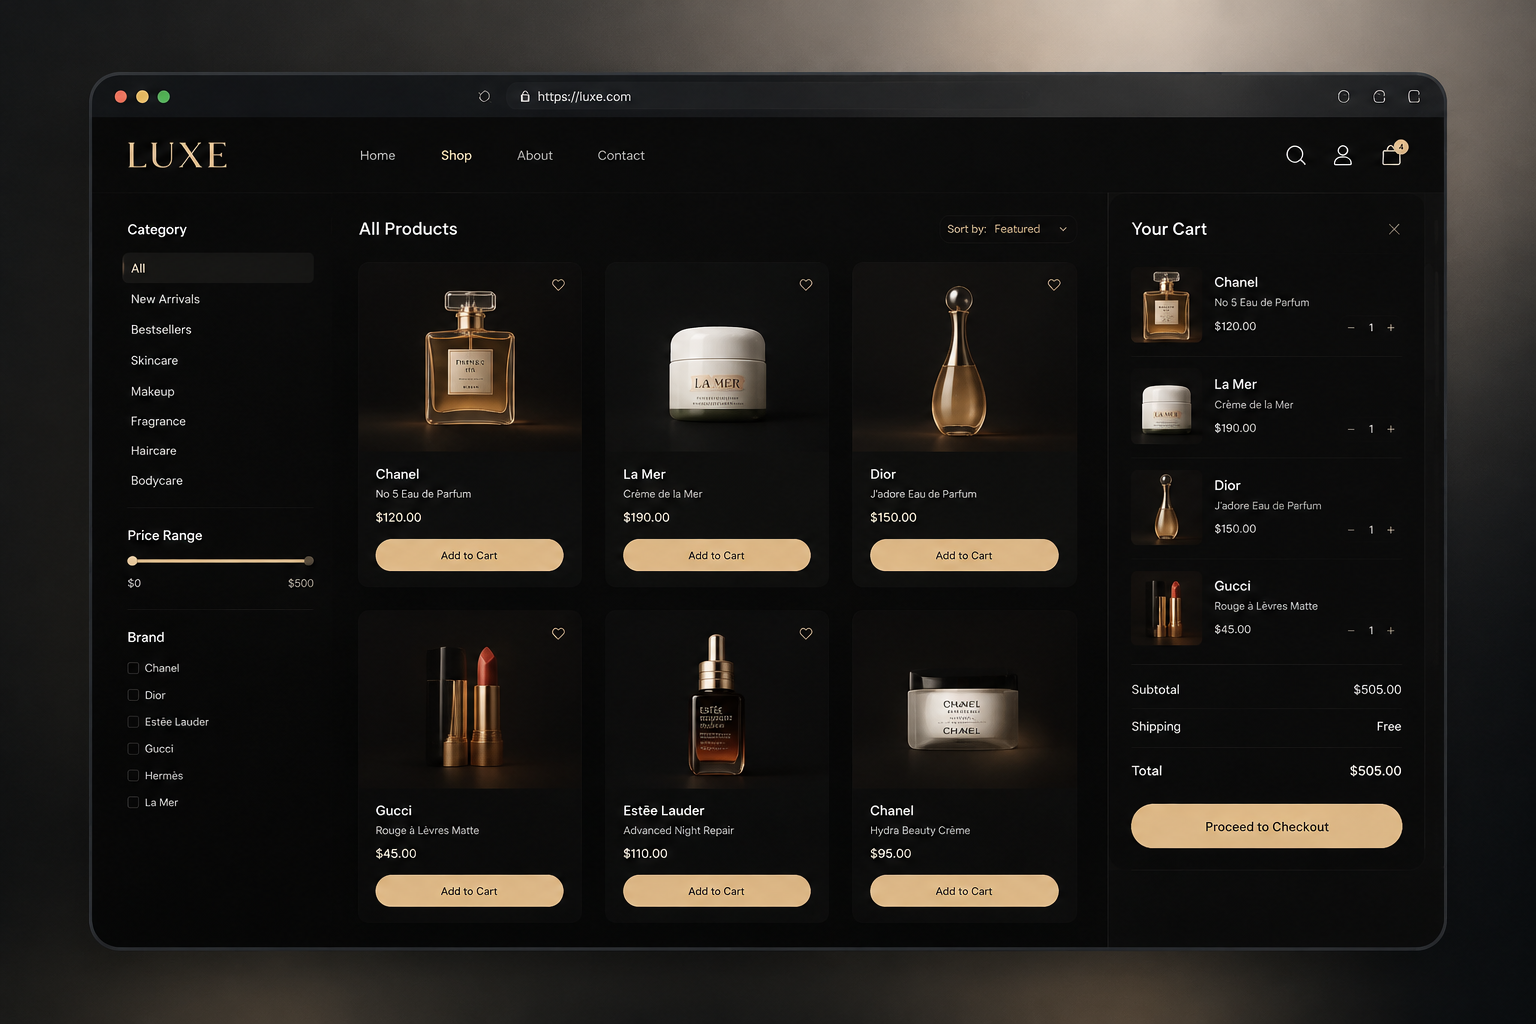 https://luxe.com
LUXE
Home
Shop
About
Contact
4
Category
All
New Arrivals
Bestsellers
Skincare
Makeup
Fragrance
Haircare
Bodycare
Price Range
$0
$500
Brand
Chanel
Dior
Estēe Lauder
Gucci
Hermès
La Mer
All Products
Sort by: Featured
Chanel
No 5 Eau de Parfum
$120.00
Add to Cart
LA MER
La Mer
Crème de la Mer
$190.00
Add to Cart
Dior
J'adore Eau de Parfum
$150.00
Add to Cart
Gucci
Rouge à Lèvres Matte
$45.00
Add to Cart
Estēe Lauder
Advanced Night Repair
$110.00
Add to Cart
Chanel
Hydra Beauty Crème
$95.00
Add to Cart
Your Cart
Chanel
No 5 Eau de Parfum
$120.00
− 1 +
La Mer
Crème de la Mer
$190.00
− 1 +
Dior
J'adore Eau de Parfum
$150.00
− 1 +
Gucci
Rouge à Lèvres Matte
$45.00
− 1 +
Subtotal $505.00
Shipping Free
Total $505.00
Proceed to Checkout